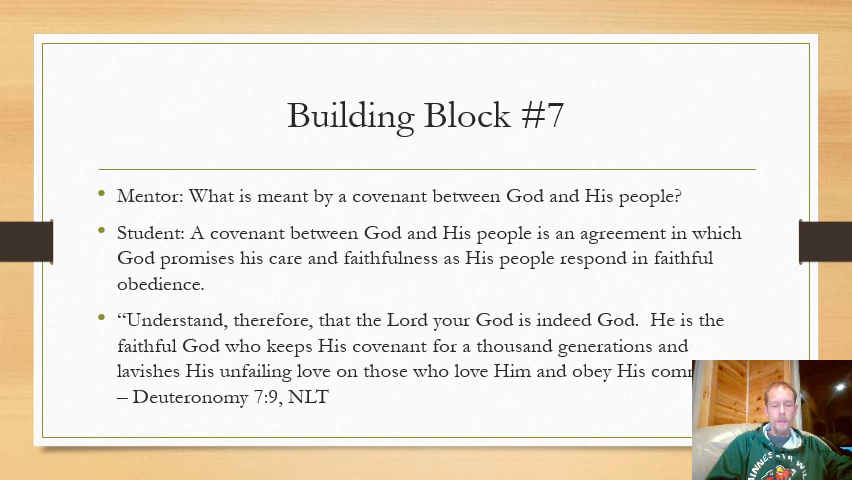 Building Block #7
• Mentor: What is meant by a covenant between God and His people?
• Student: A covenant between God and His people is an agreement in which
God promises his care and faithfulness as His people respond in faithful
obedience.
• “Understand, therefore, that the Lord your God is indeed God.  He is the
faithful God who keeps His covenant for a thousand generations and
lavishes His unfailing love on those who love Him and obey His com
– Deuteronomy 7:9, NLT
MINNESOTA WIL